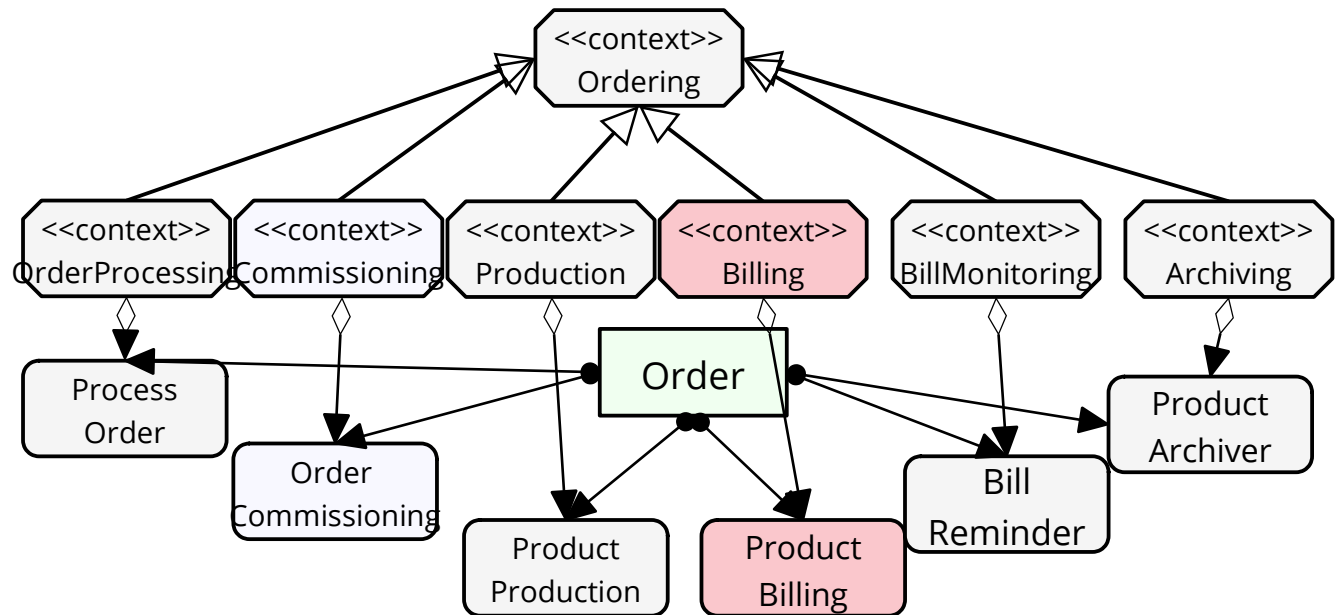 <<context>>
Ordering
<<context>>
OrderProcessing
<<context>>
Commissioning
<<context>>
Production
<<context>>
Billing
<<context>>
BillMonitoring
<<context>>
Archiving
Order
Process
Order
Order
Commissioning
Product
Production
Product
Billing
Bill
Reminder
Product
Archiver